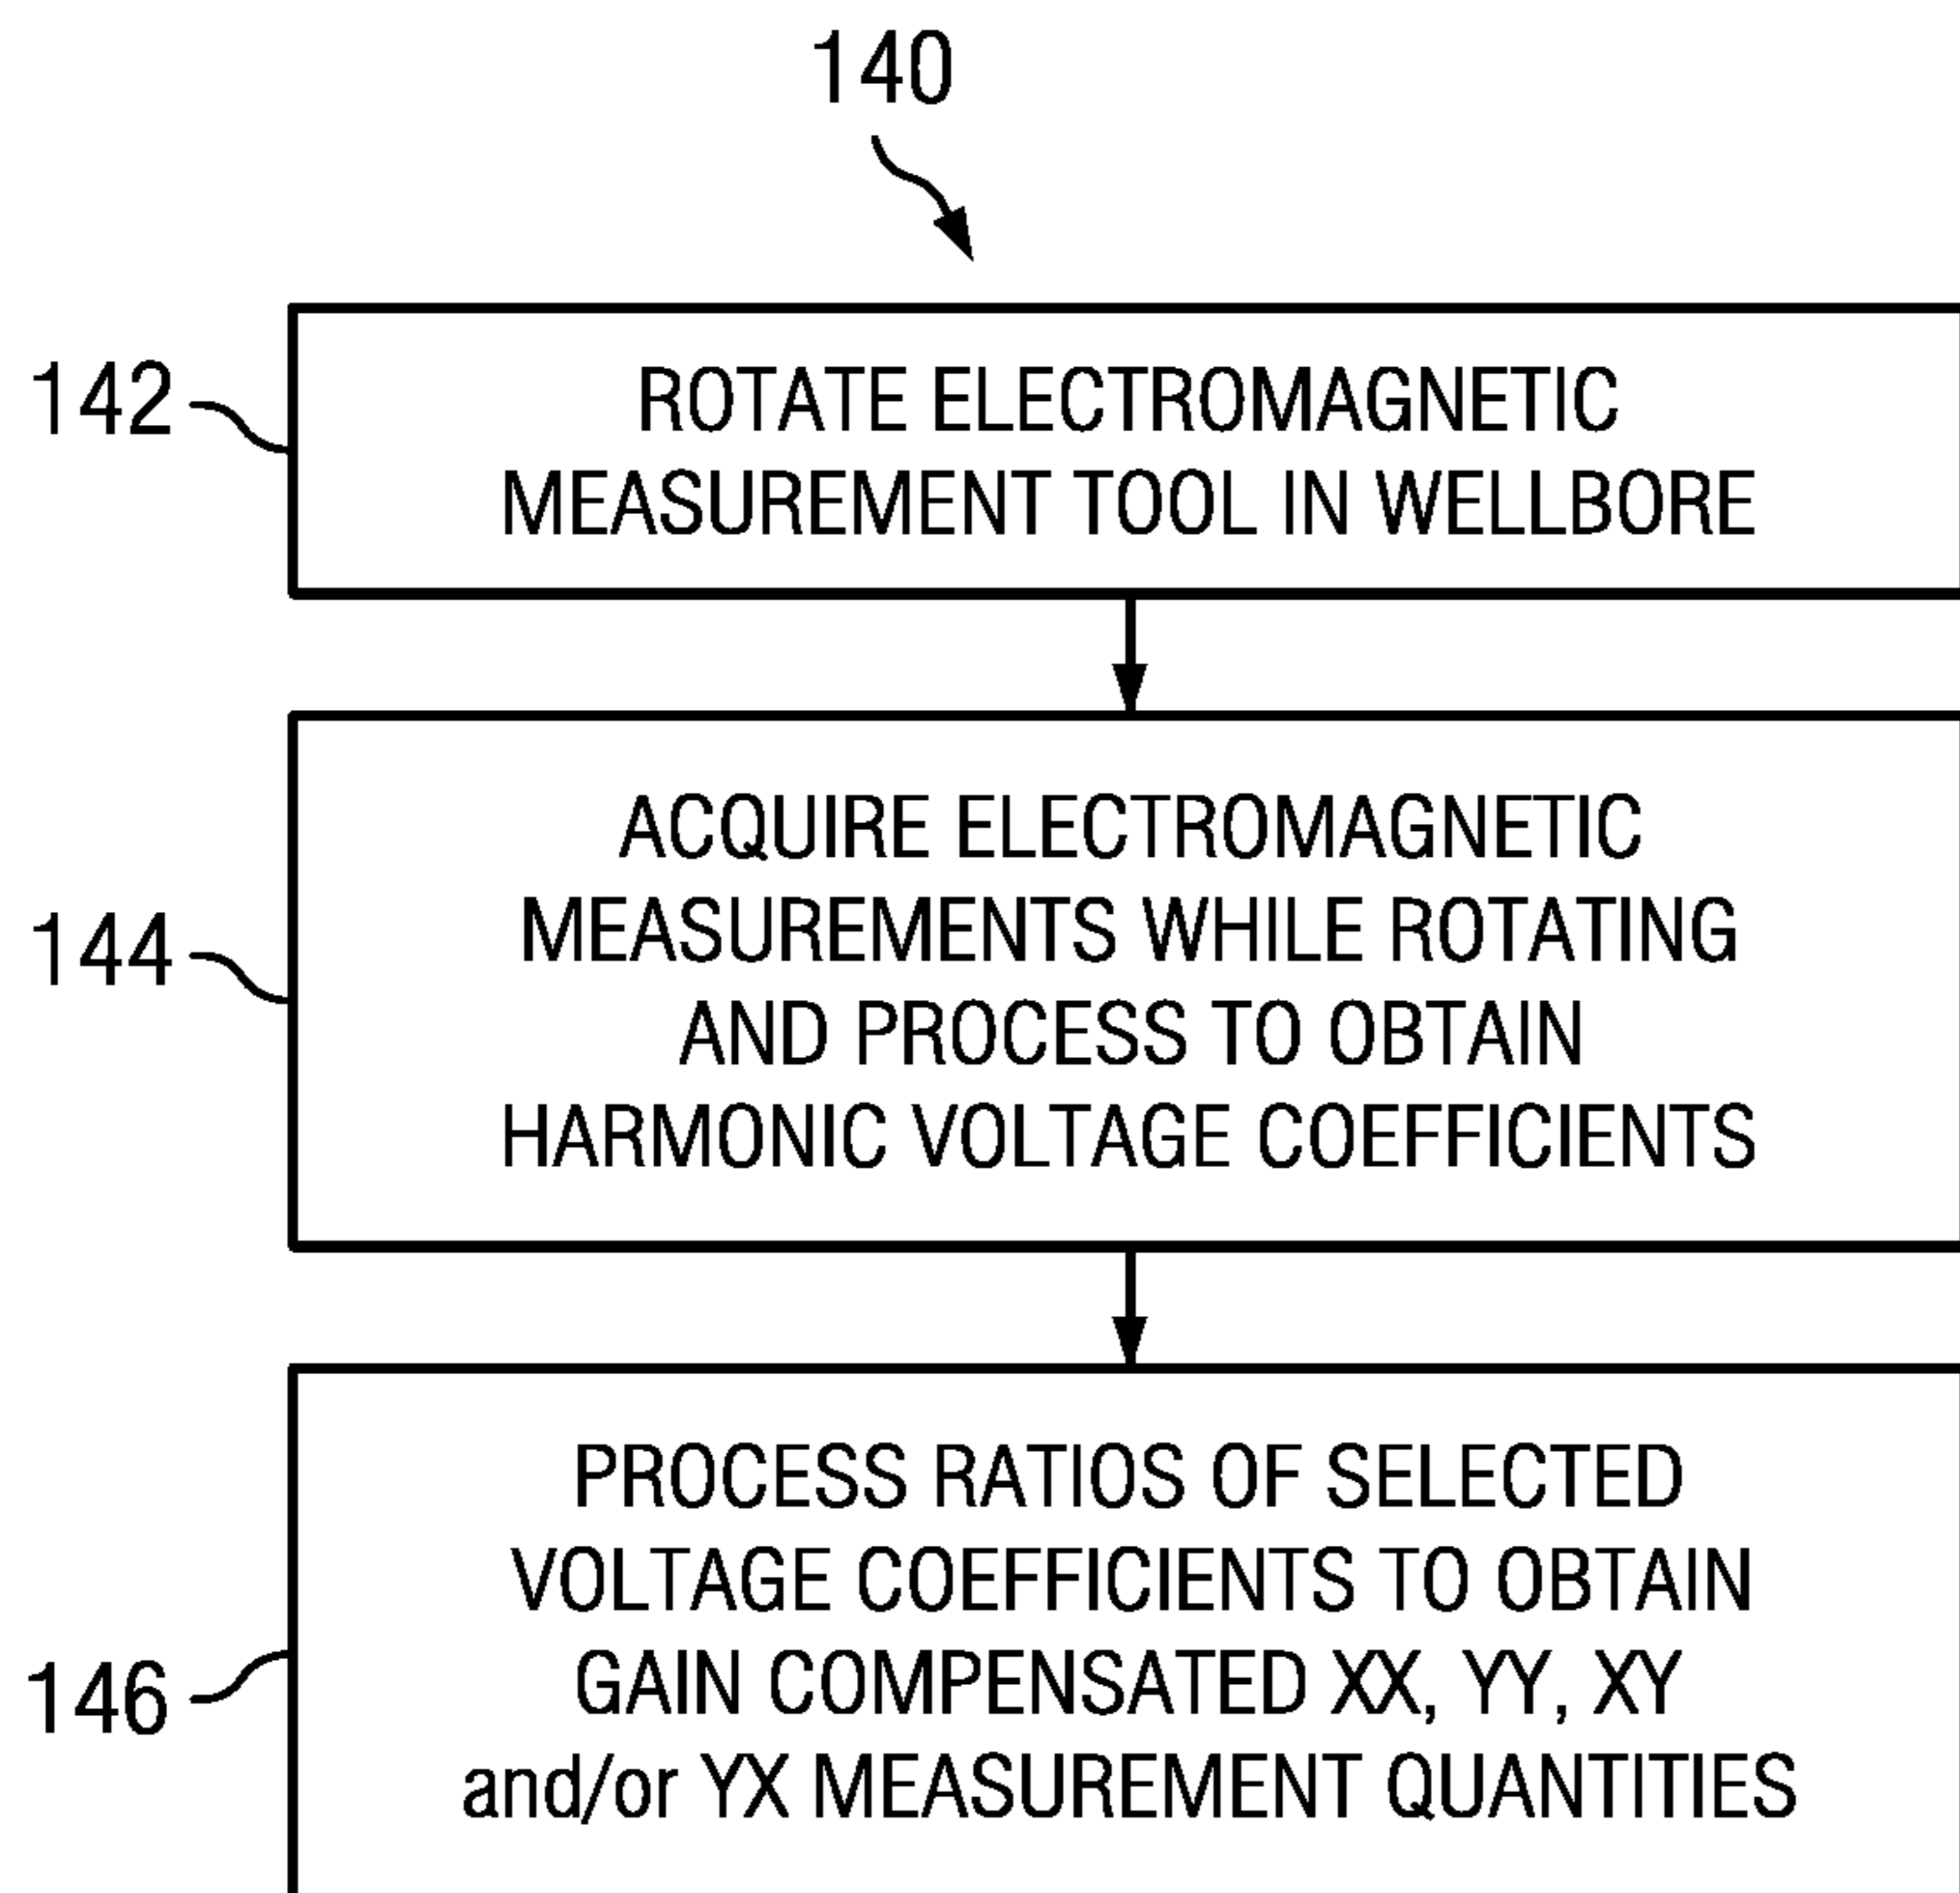 140
142
ROTATE ELECTROMAGNETIC
MEASUREMENT TOOL IN WELLBORE
144
ACQUIRE ELECTROMAGNETIC
MEASUREMENTS WHILE ROTATING
AND PROCESS TO OBTAIN
HARMONIC VOLTAGE COEFFICIENTS
146
PROCESS RATIOS OF SELECTED
VOLTAGE COEFFICIENTS TO OBTAIN
GAIN COMPENSATED XX, YY, XY
and/or YX MEASUREMENT QUANTITIES